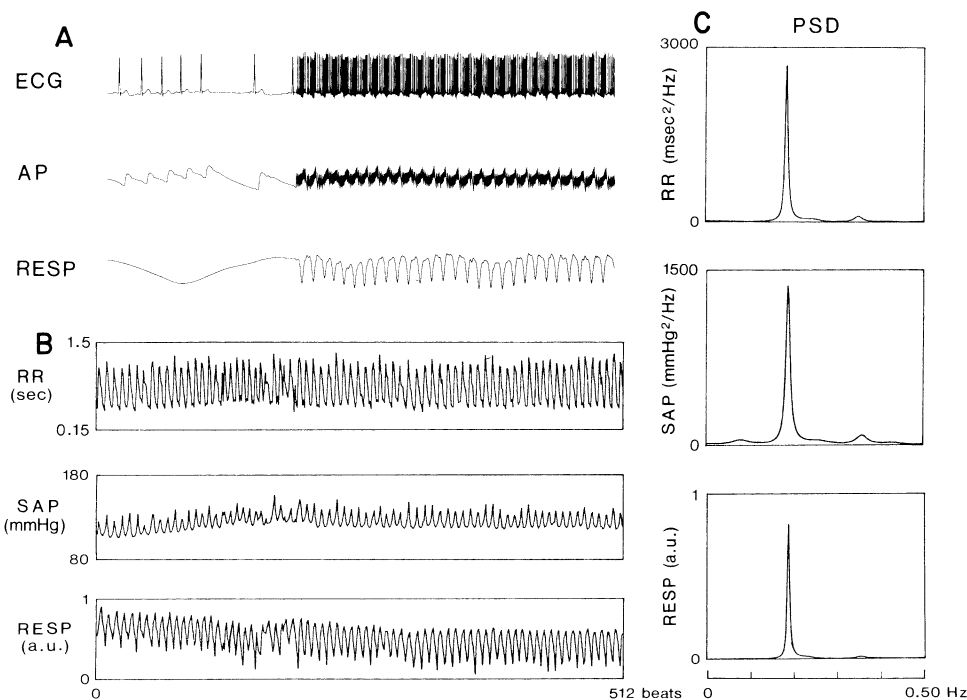 A
ECG
AP
RESP
B
1.5
RR
(sec)
0.15
180
SAP
(mmHg)
80
1
RESP
(a.u.)
0
0
512 beats
C
PSD
3000
RR (msec²/Hz)
0
1500
SAP (mmHg²/Hz)
0
1
RESP (a.u.)
0
0
0.50 Hz